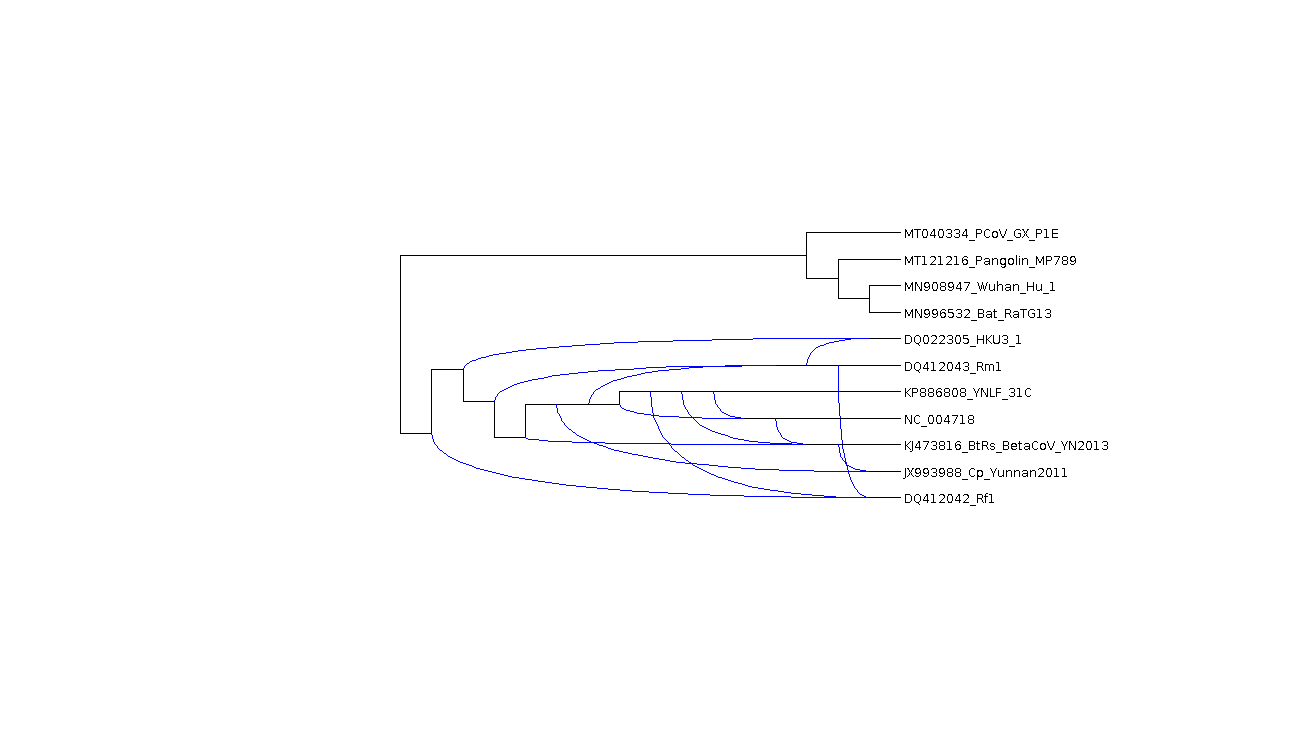 MT040334_PCoV_GX_P1E
MT121216_Pangolin_MP789
MN908947_Wuhan_Hu_1
MN996532_Bat_RaTG13
DQ022305_HKU3_1
DQ412043_Rm1
KP886808_YNLF_31C
NC_004718
KJ473816_BtRs_BetaCoV_YN2013
JX993988_Cp_Yunnan2011
DQ412042_Rf1